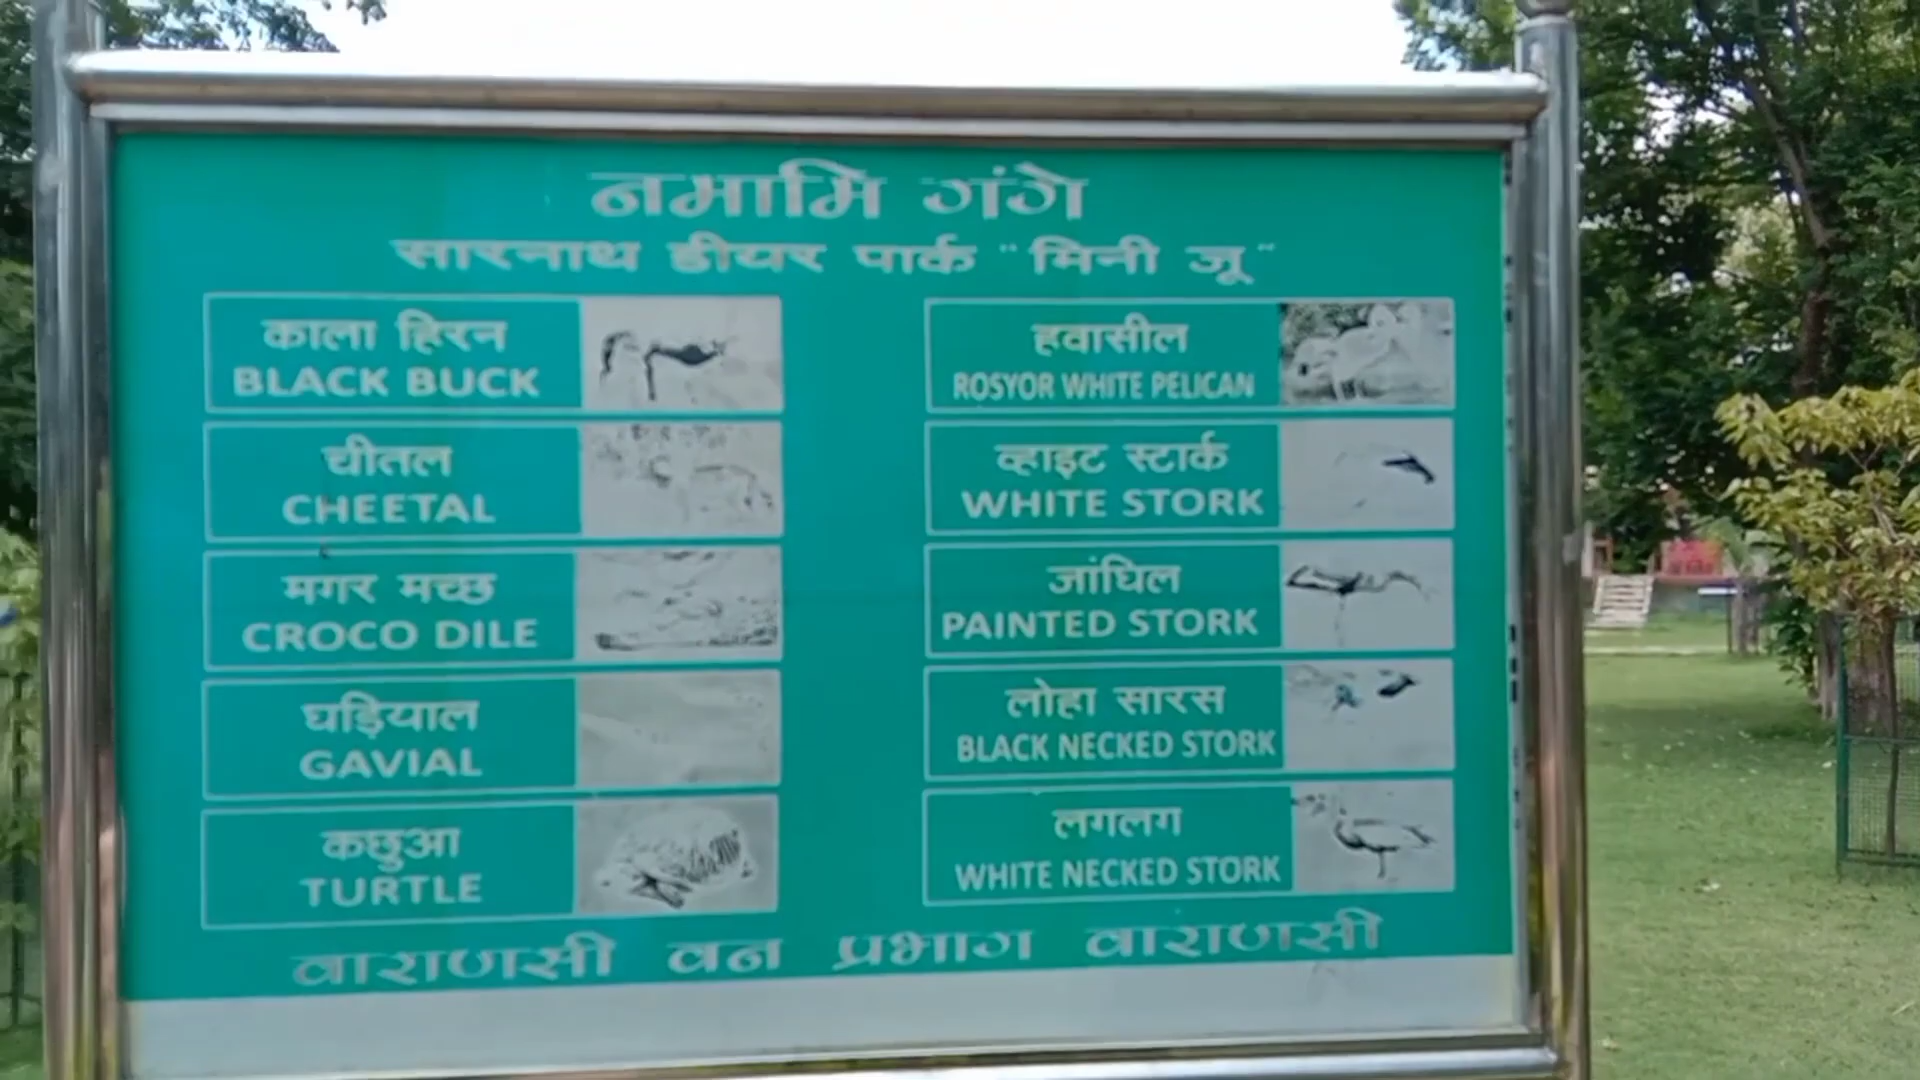 नमामि गंगे
सारनाथ डीयर पार्क "मिनी जू"
काला हिरन
BLACK BUCK
चीतल
CHEETAL
मगर मच्छ
CROCO DILE
घड़ियाल
GAVIAL
कछुआ
TURTLE
हवासील
ROSYOR WHITE PELICAN
व्हाइट स्टार्क
WHITE STORK
जांघिल
PAINTED STORK
लोहा सारस
BLACK NECKED STORK
लगलग
WHITE NECKED STORK
वाराणसी वन प्रभाग वाराणसी